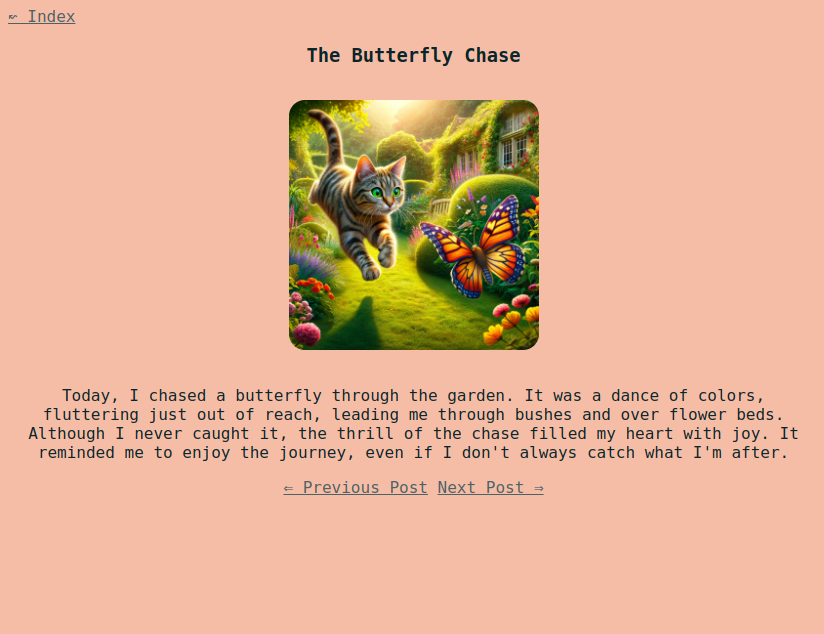 ⇜ Index
The Butterfly Chase
Today, I chased a butterfly through the garden. It was a dance of colors,
fluttering just out of reach, leading me through bushes and over flower beds.
Although I never caught it, the thrill of the chase filled my heart with joy. It
reminded me to enjoy the journey, even if I don't always catch what I'm after.
⇐ Previous Post Next Post ⇒